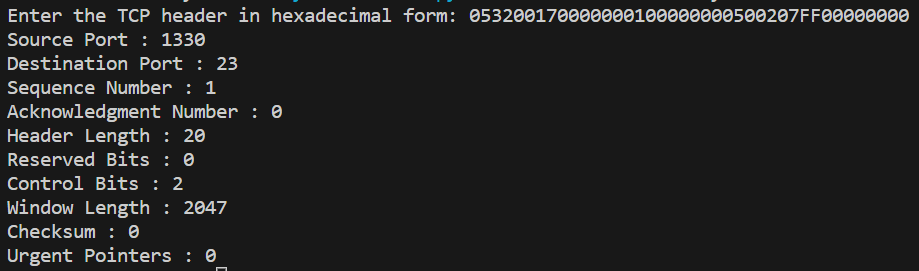 Enter the TCP header in hexadecimal form: 053200170000000100000000500207FF00000000
Source Port : 1330
Destination Port : 23
Sequence Number : 1
Acknowledgment Number : 0
Header Length : 20
Reserved Bits : 0
Control Bits : 2
Window Length : 2047
Checksum : 0
Urgent Pointers : 0